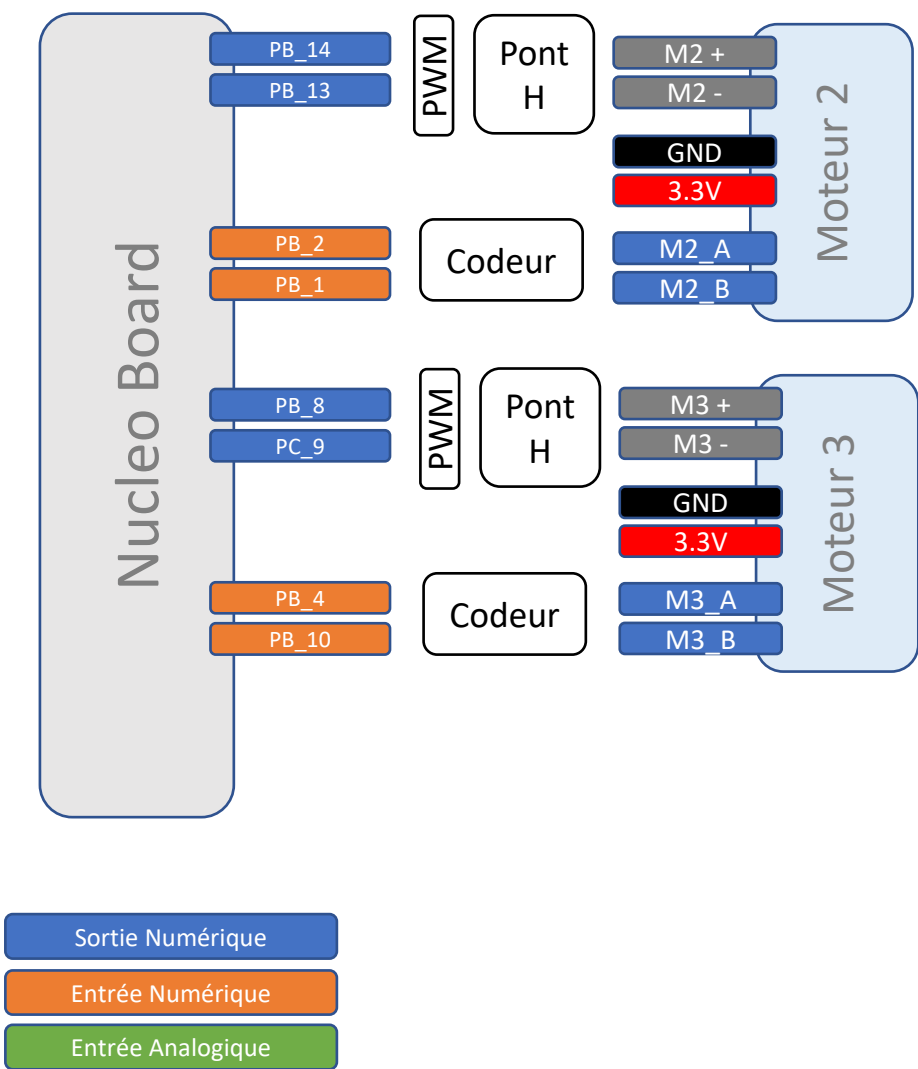 Nucleo Board
PB_14
PB_13
PWM
Pont
H
M2 +
M2 -
GND
3.3V
Moteur 2
PB_2
PB_1
Codeur
M2_A
M2_B
PB_8
PC_9
PWM
Pont
H
M3 +
M3 -
GND
3.3V
Moteur 3
PB_4
PB_10
Codeur
M3_A
M3_B
Sortie Numérique
Entrée Numérique
Entrée Analogique